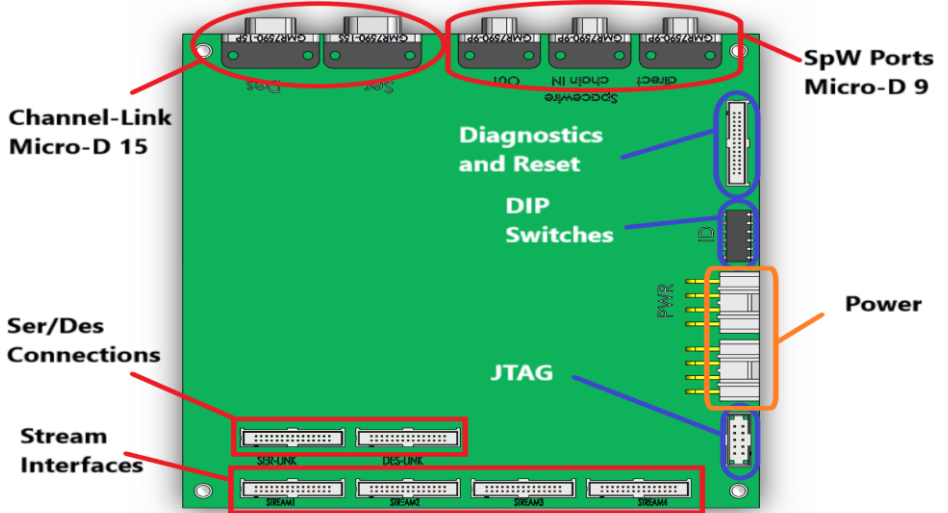 GMR7590-15P
GMR7590-15S
GMR7590-9P
GMR7590-9P
GMR7590-9P
Des
Ser
Out
chain IN
direct
Spacewire
SpW Ports
Micro-D 9
Channel-Link
Micro-D 15
Diagnostics
and Reset
DIP
Switches
ID
PWR
Power
Ser/Des
Connections
JTAG
SER-LINK
DES-LINK
Stream
Interfaces
STREAM1
STREAM2
STREAM3
STREAM4